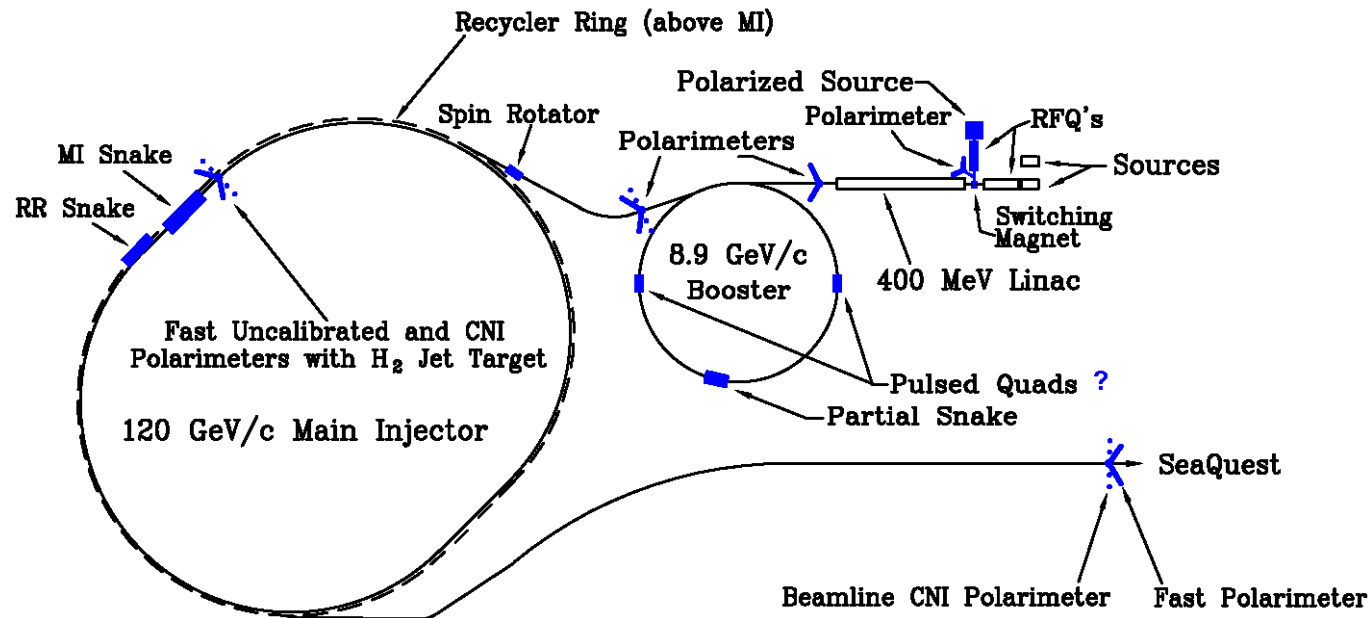 Recycler Ring (above MI)
Polarized Source
Spin Rotator
Polarimeter
RFQ's
Polarimeters
Sources
MI Snake
RR Snake
Switching
Magnet
8.9 GeV/c
Booster
400 MeV Linac
Fast Uncalibrated and CNI
Polarimeters with H₂ Jet Target
Pulsed Quads ?
Partial Snake
120 GeV/c Main Injector
SeaQuest
Beamline CNI Polarimeter
Fast Polarimeter